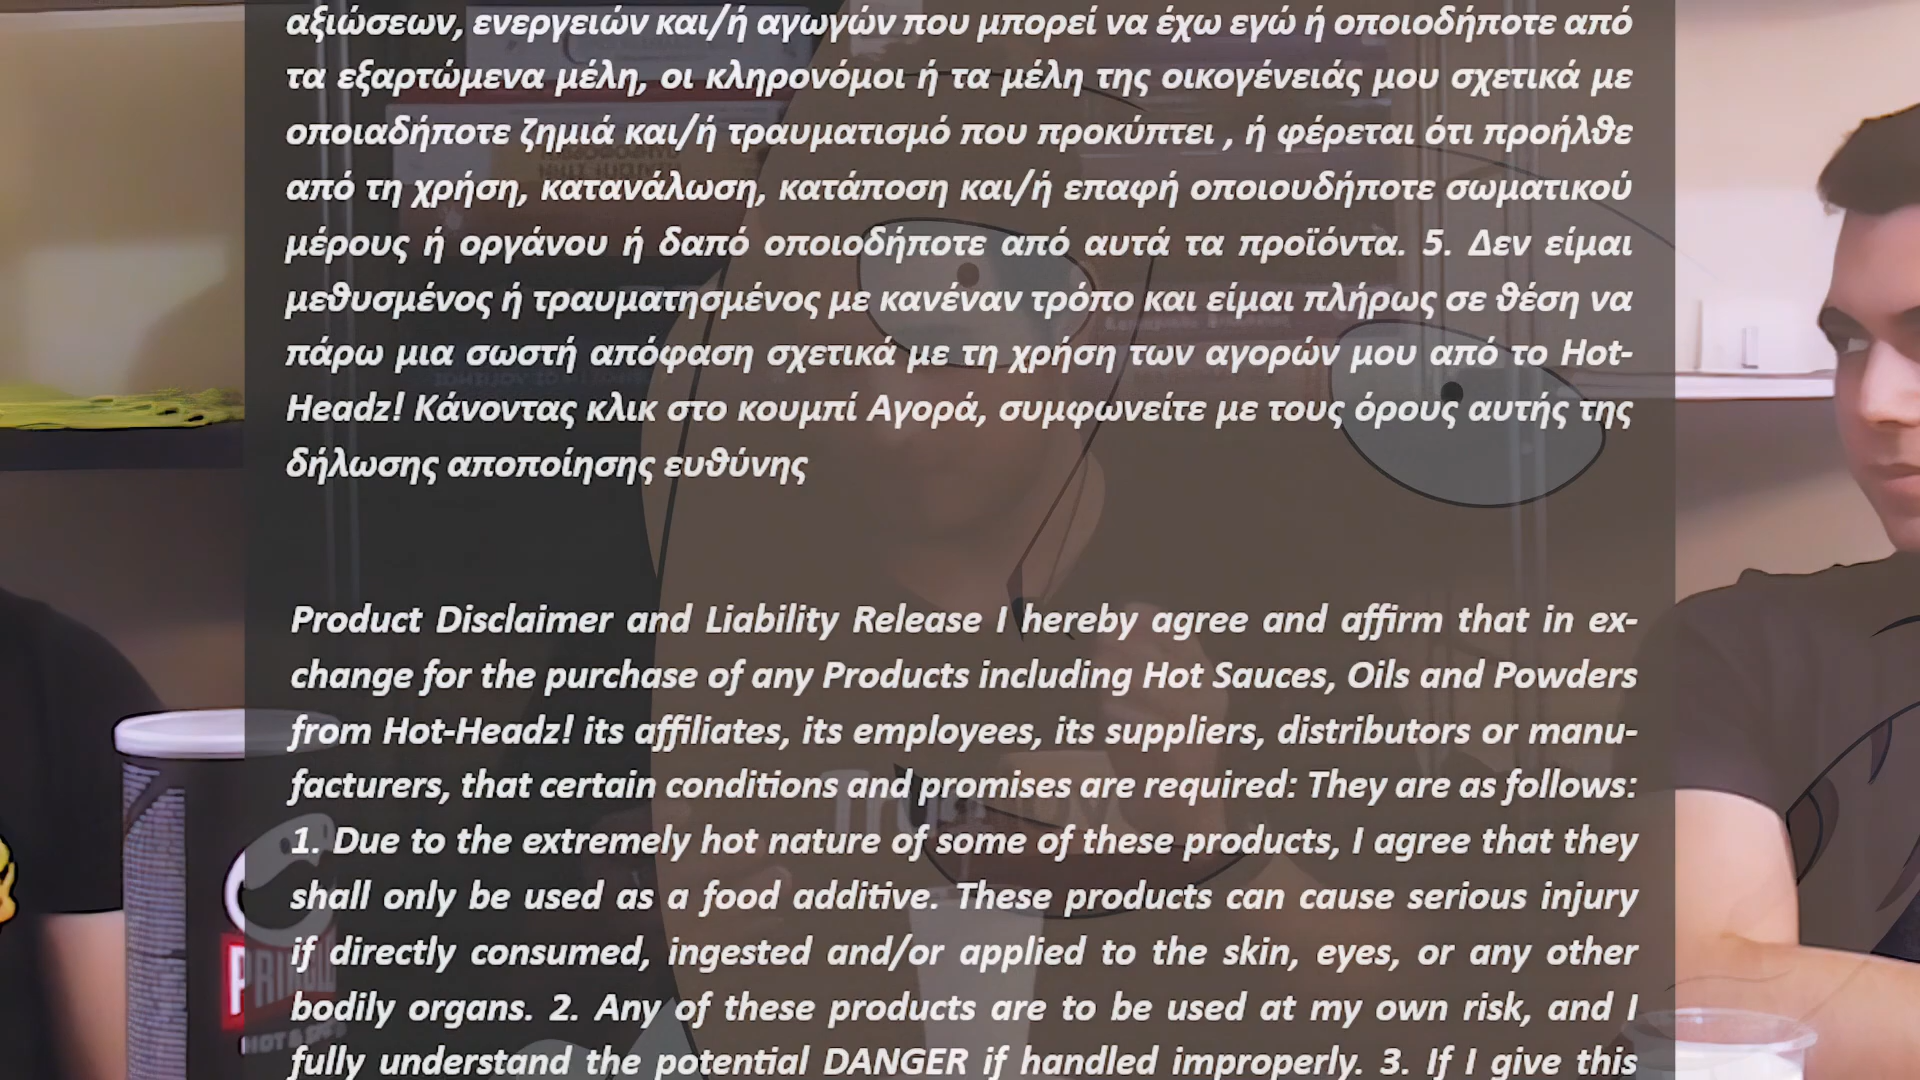 αξιώσεων, ενεργειών και/ή αγωγών που μπορεί να έχω εγώ ή οποιοδήποτε από
τα εξαρτώμενα μέλη, οι κληρονόμοι ή τα μέλη της οικογένειάς μου σχετικά με
οποιαδήποτε ζημιά και/ή τραυματισμό που προκύπτει , ή φέρεται ότι προήλθε
από τη χρήση, κατανάλωση, κατάποση και/ή επαφή οποιουδήποτε σωματικού
μέρους ή οργάνου ή δαπό οποιοδήποτε από αυτά τα προϊόντα. 5. Δεν είμαι
μεθυσμένος ή τραυματησμένος με κανέναν τρόπο και είμαι πλήρως σε θέση να
πάρω μια σωστή απόφαση σχετικά με τη χρήση των αγορών μου από το Hot-
Headz! Κάνοντας κλικ στο κουμπί Αγορά, συμφωνείτε με τους όρους αυτής της
δήλωσης αποποίησης ευθύνης
Product Disclaimer and Liability Release I hereby agree and affirm that in ex-
change for the purchase of any Products including Hot Sauces, Oils and Powders
from Hot-Headz! its affiliates, its employees, its suppliers, distributors or manu-
facturers, that certain conditions and promises are required: They are as follows:
1. Due to the extremely hot nature of some of these products, I agree that they
shall only be used as a food additive. These products can cause serious injury
if directly consumed, ingested and/or applied to the skin, eyes, or any other
bodily organs. 2. Any of these products are to be used at my own risk, and I
fully understand the potential DANGER if handled improperly. 3. If I give this